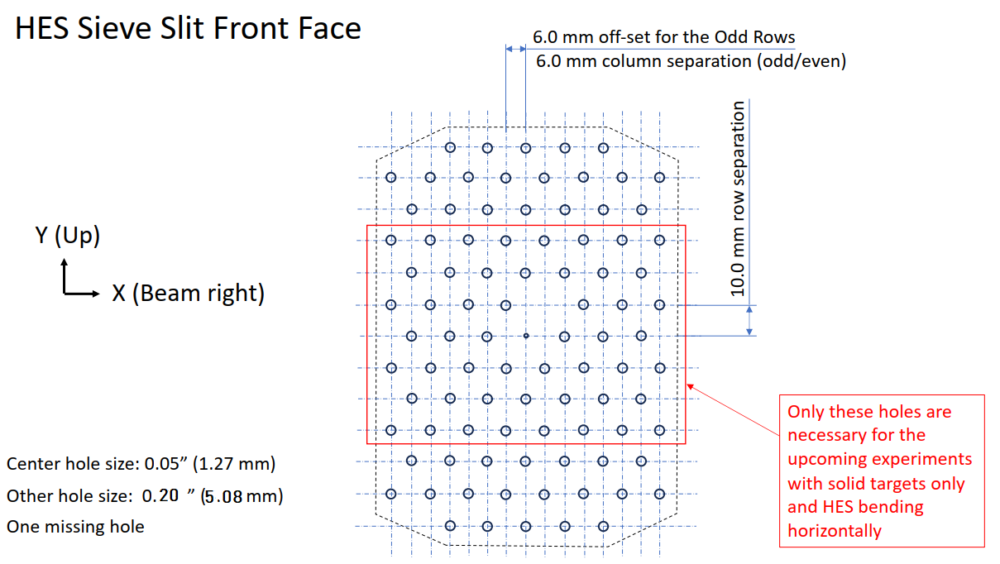 HES Sieve Slit Front Face
6.0 mm off-set for the Odd Rows
6.0 mm column separation (odd/even)
10.0 mm row separation
Y (Up)
X (Beam right)
Only these holes are
necessary for the
upcoming experiments
with solid targets only
and HES bending
horizontally
Center hole size: 0.05” (1.27 mm)
Other hole size: 0.20 ” (5.08 mm)
One missing hole